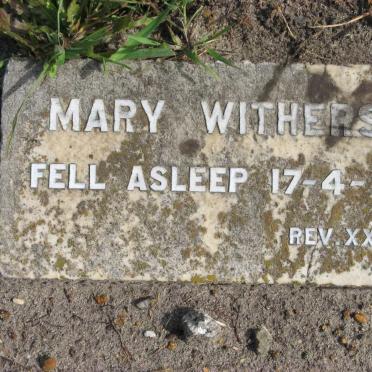 MARY WITHERS
FELL ASLEEP 17-4-
REV. XX